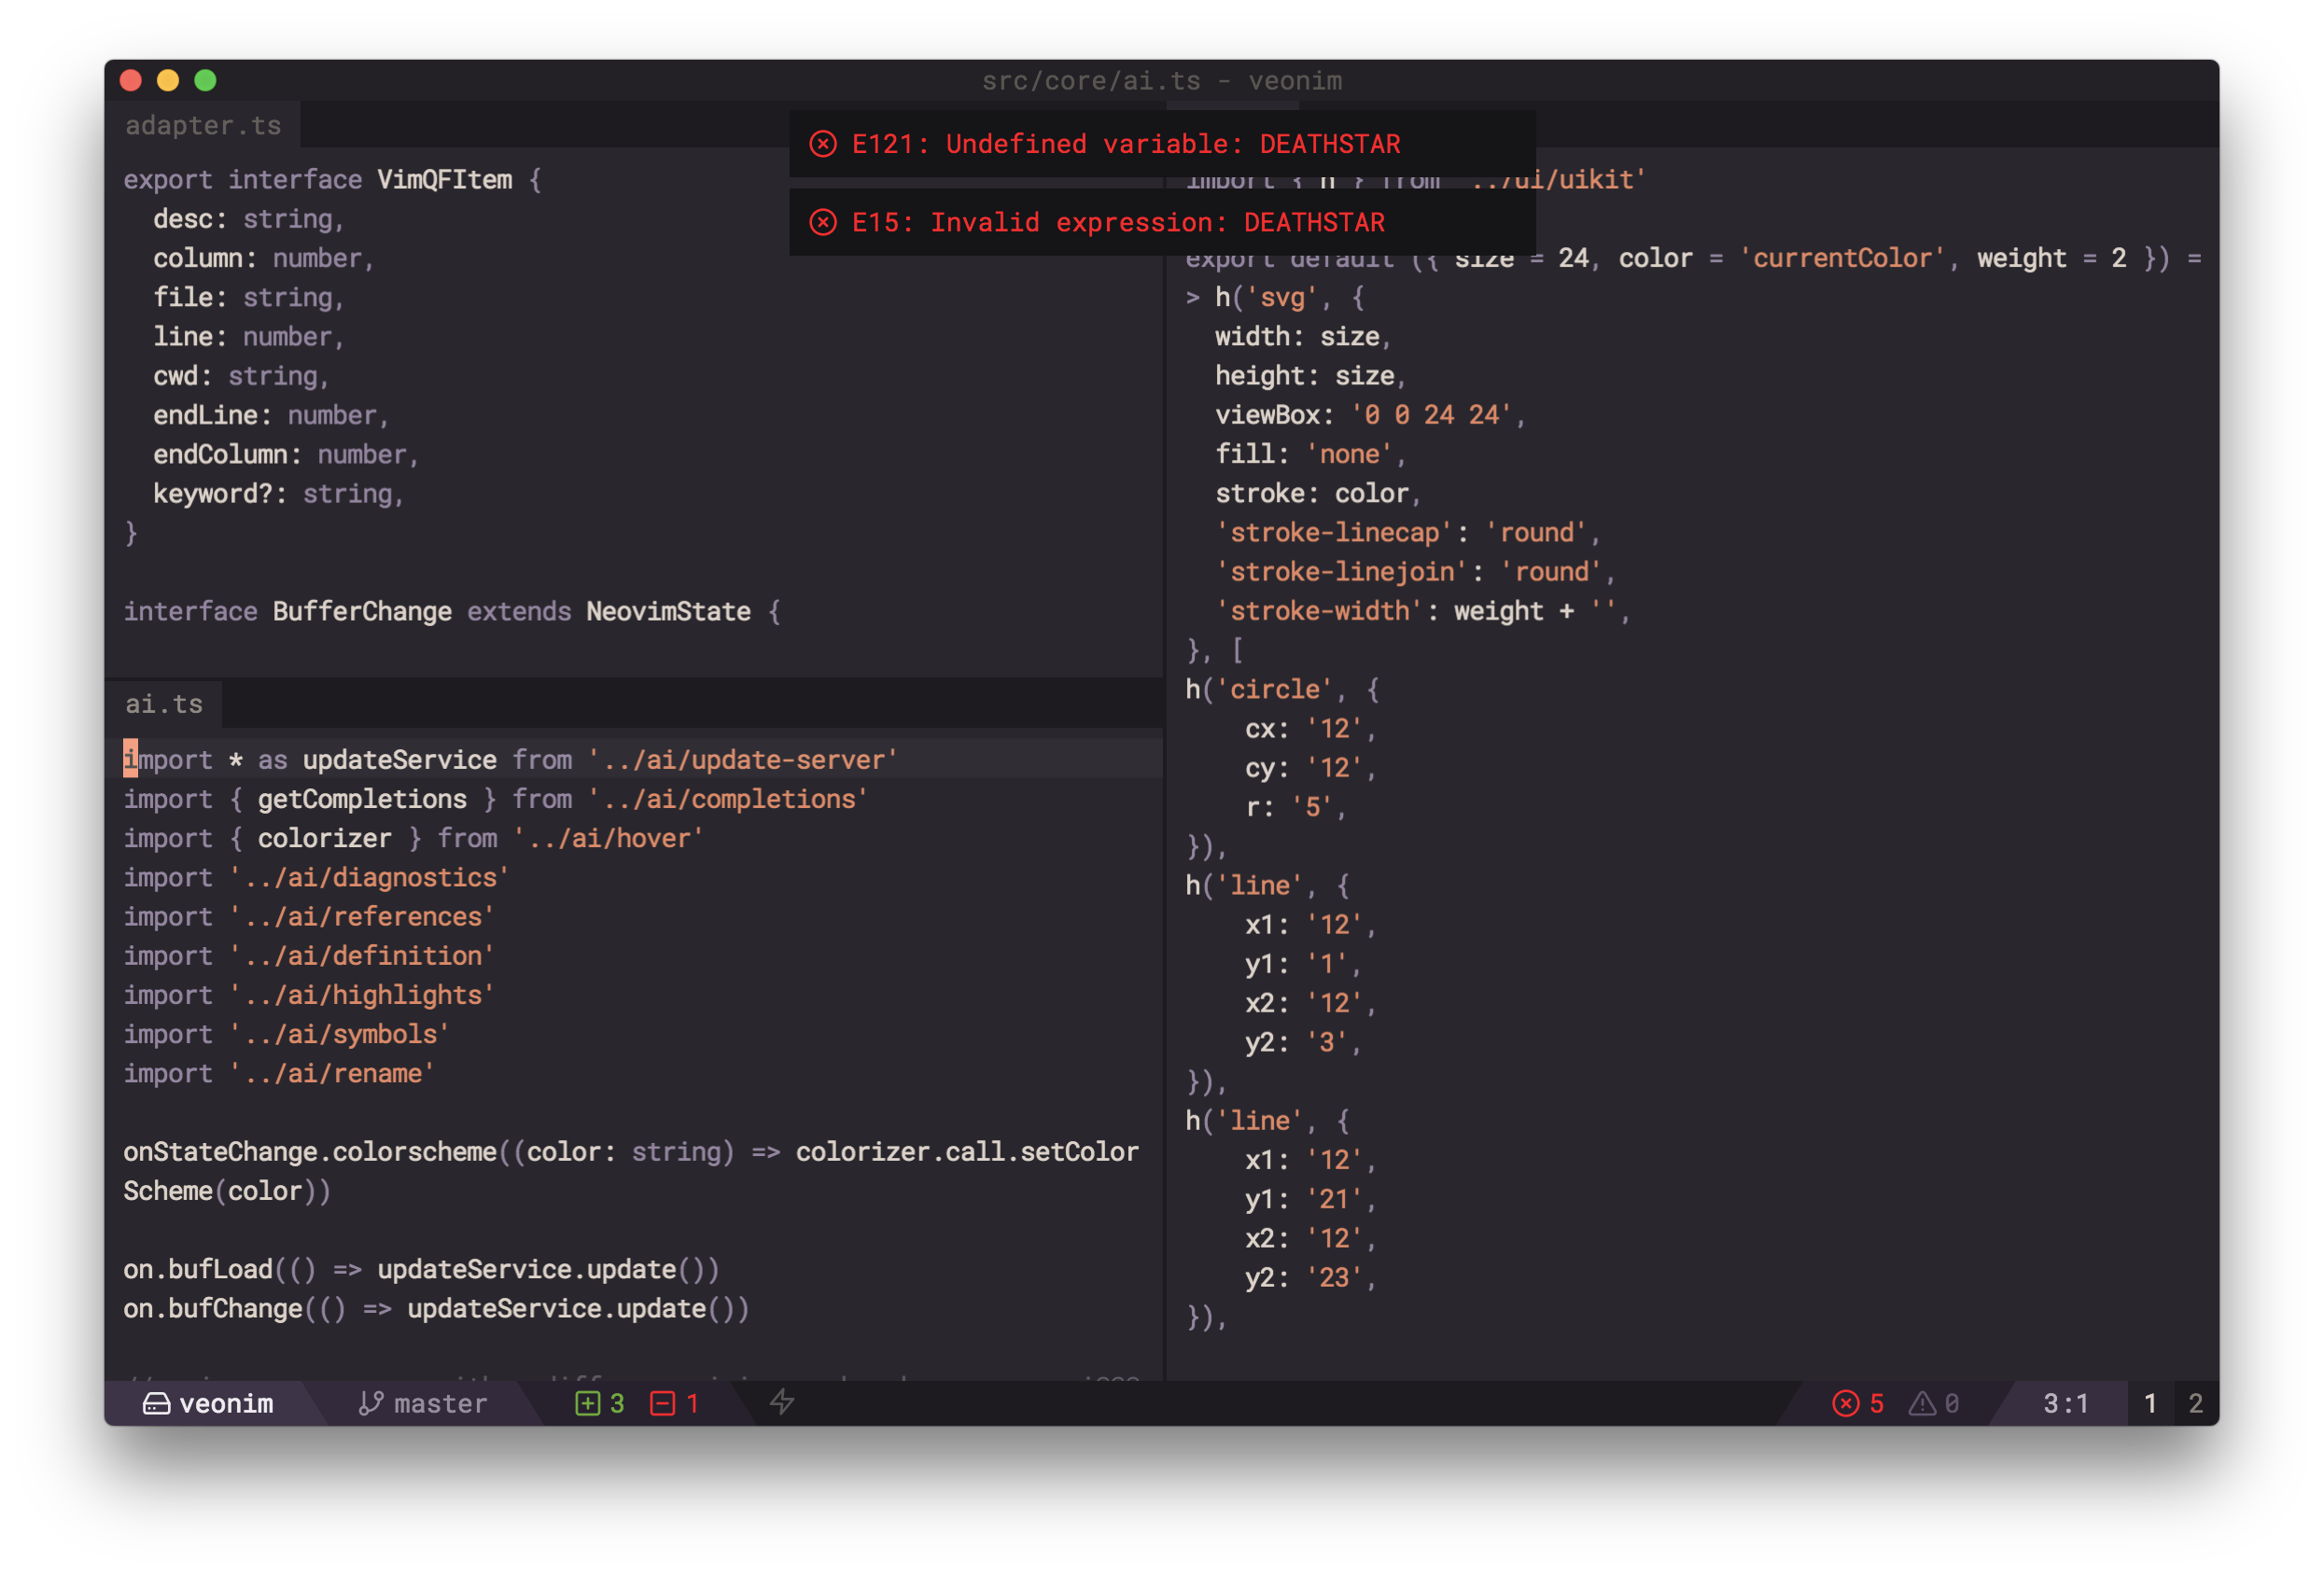 src/core/ai.ts - veonim
adapter.ts
E121: Undefined variable: DEATHSTAR
E15: Invalid expression: DEATHSTAR
export interface VimQFItem {
desc: string,
column: number,
file: string,
line: number,
cwd: string,
endLine: number,
endColumn: number,
keyword?: string,
}
interface BufferChange extends NeovimState {
ai.ts
import * as updateService from '../ai/update-server'
import { getCompletions } from '../ai/completions'
import { colorizer } from '../ai/hover'
import '../ai/diagnostics'
import '../ai/references'
import '../ai/definition'
import '../ai/highlights'
import '../ai/symbols'
import '../ai/rename'
onStateChange.colorscheme((color: string) => colorizer.call.setColor
Scheme(color))
on.bufLoad(() => updateService.update())
on.bufChange(() => updateService.update())
import { h } from '../ui/uikit'
export default ({ size = 24, color = 'currentColor', weight = 2 }) =
> h('svg', {
width: size,
height: size,
viewBox: '0 0 24 24',
fill: 'none',
stroke: color,
'stroke-linecap': 'round',
'stroke-linejoin': 'round',
'stroke-width': weight + '',
}, [
h('circle', {
cx: '12',
cy: '12',
r: '5',
}),
h('line', {
x1: '12',
y1: '1',
x2: '12',
y2: '3',
}),
h('line', {
x1: '12',
y1: '21',
x2: '12',
y2: '23',
}),
veonim master 3 1 5 0 3:1 1 2